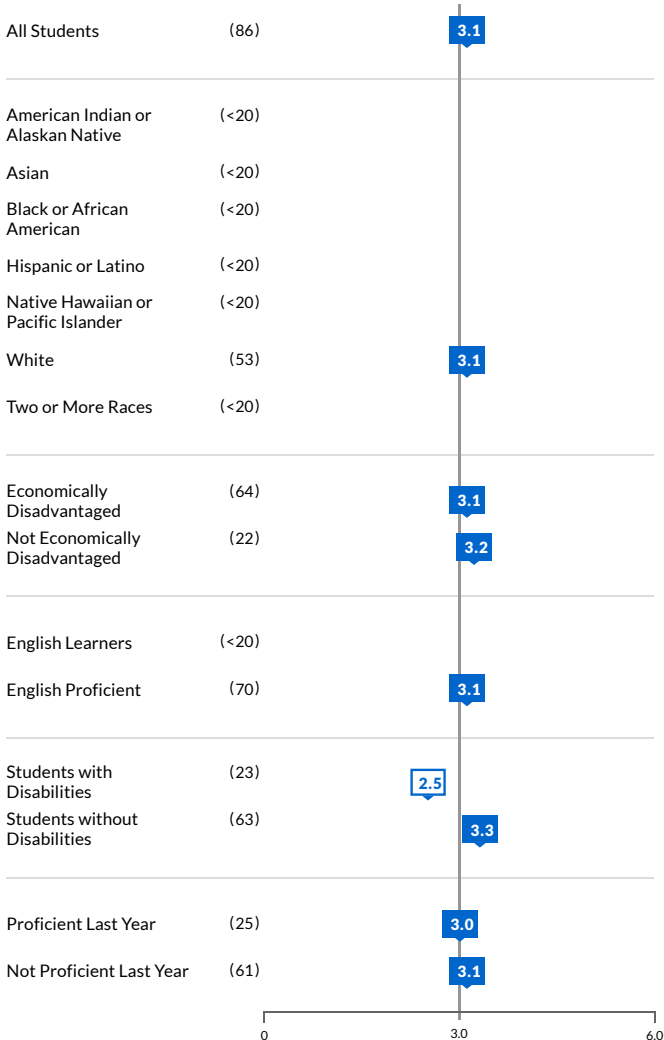 All Students (86) 3.1
American Indian or (<20)
Alaskan Native
Asian (<20)
Black or African (<20)
American
Hispanic or Latino (<20)
Native Hawaiian or (<20)
Pacific Islander
White (53) 3.1
Two or More Races (<20)
Economically (64) 3.1
Disadvantaged
Not Economically (22) 3.2
Disadvantaged
English Learners (<20)
English Proficient (70) 3.1
Students with (23) 2.5
Disabilities
Students without (63) 3.3
Disabilities
Proficient Last Year (25) 3.0
Not Proficient Last Year (61) 3.1
0 3.0 6.0